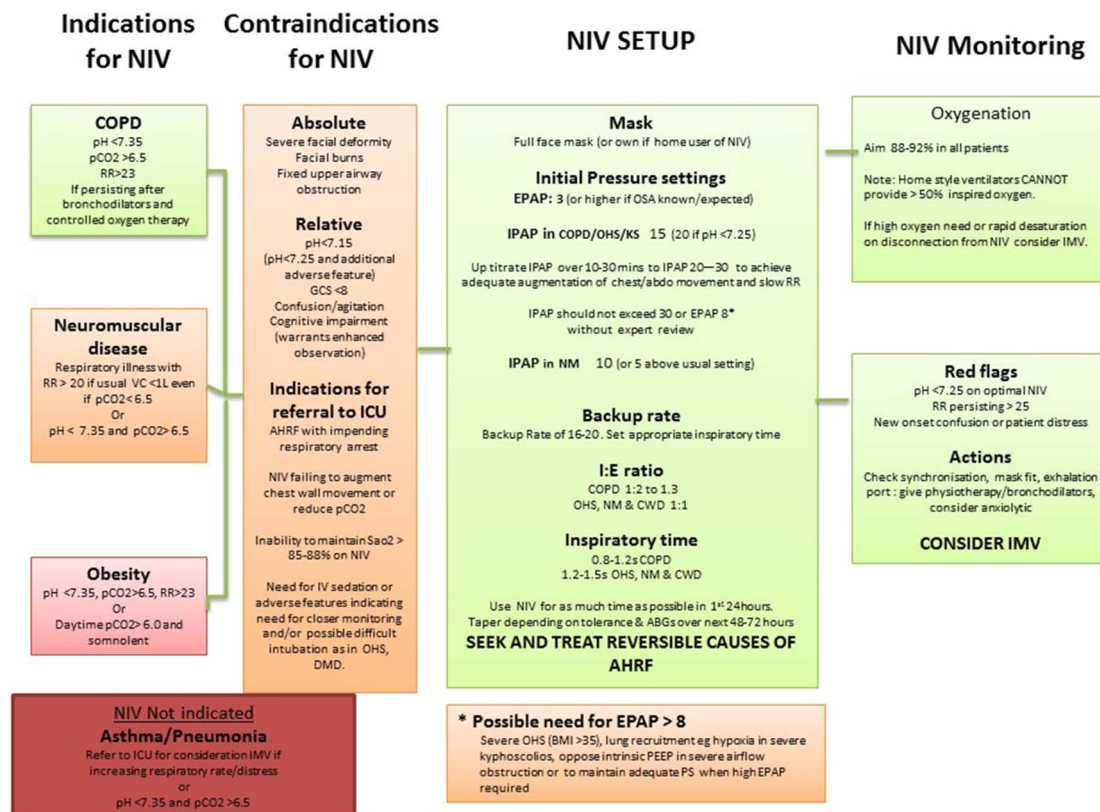 Indications
for NIV
COPD
pH <7.35
pCO2 >6.5
RR>23
If persisting after
bronchodilators and
controlled oxygen therapy
Neuromuscular
disease
Respiratory illness with
RR > 20 if usual VC <1L even
if pCO2< 6.5
Or
pH < 7.35 and pCO2> 6.5
Obesity
pH <7.35, pCO2>6.5, RR>23
Or
Daytime pCO2> 6.0 and
somnolent
NIV Not indicated
Asthma/Pneumonia
Refer to ICU for consideration IMV if
increasing respiratory rate/distress
or
pH <7.35 and pCO2 >6.5
Contraindications
for NIV
Absolute
Severe facial deformity
Facial burns
Fixed upper airway
obstruction
Relative
pH<7.15
(pH<7.25 and additional
adverse feature)
GCS <8
Confusion/agitation
Cognitive impairment
(warrants enhanced
observation)
Indications for
referral to ICU
AHRF with impending
respiratory arrest
NIV failing to augment
chest wall movement or
reduce pCO2
Inability to maintain Sao2 >
85-88% on NIV
Need for IV sedation or
adverse features indicating
need for closer monitoring
and/or possible difficult
intubation as in OHS,
DMD.
NIV SETUP
Mask
Full face mask (or own if home user of NIV)
Initial Pressure settings
EPAP: 3 (or higher if OSA known/expected)
IPAP in COPD/OHS/KS 15 (20 if pH <7.25)
Up titrate IPAP over 10-30 mins to IPAP 20—30 to achieve
adequate augmentation of chest/abdo movement and slow RR
IPAP should not exceed 30 or EPAP 8*
without expert review
IPAP in NM 10 (or 5 above usual setting)
Backup rate
Backup Rate of 16-20. Set appropriate inspiratory time
I:E ratio
COPD 1:2 to 1.3
OHS, NM & CWD 1:1
Inspiratory time
0.8-1.2s COPD
1.2-1.5s OHS, NM & CWD
Use NIV for as much time as possible in 1st 24hours.
Taper depending on tolerance & ABGs over next 48-72 hours
SEEK AND TREAT REVERSIBLE CAUSES OF
AHRF
* Possible need for EPAP > 8
Severe OHS (BMI >35), lung recruitment eg hypoxia in severe
kyphoscolios, oppose intrinsic PEEP in severe airflow
obstruction or to maintain adequate PS when high EPAP
required
NIV Monitoring
Oxygenation
Aim 88-92% in all patients
Note: Home style ventilators CANNOT
provide > 50% inspired oxygen.
If high oxygen need or rapid desaturation
on disconnection from NIV consider IMV.
Red flags
pH <7.25 on optimal NIV
RR persisting > 25
New onset confusion or patient distress
Actions
Check synchronisation, mask fit, exhalation
port : give physiotherapy/bronchodilators,
consider anxiolytic
CONSIDER IMV